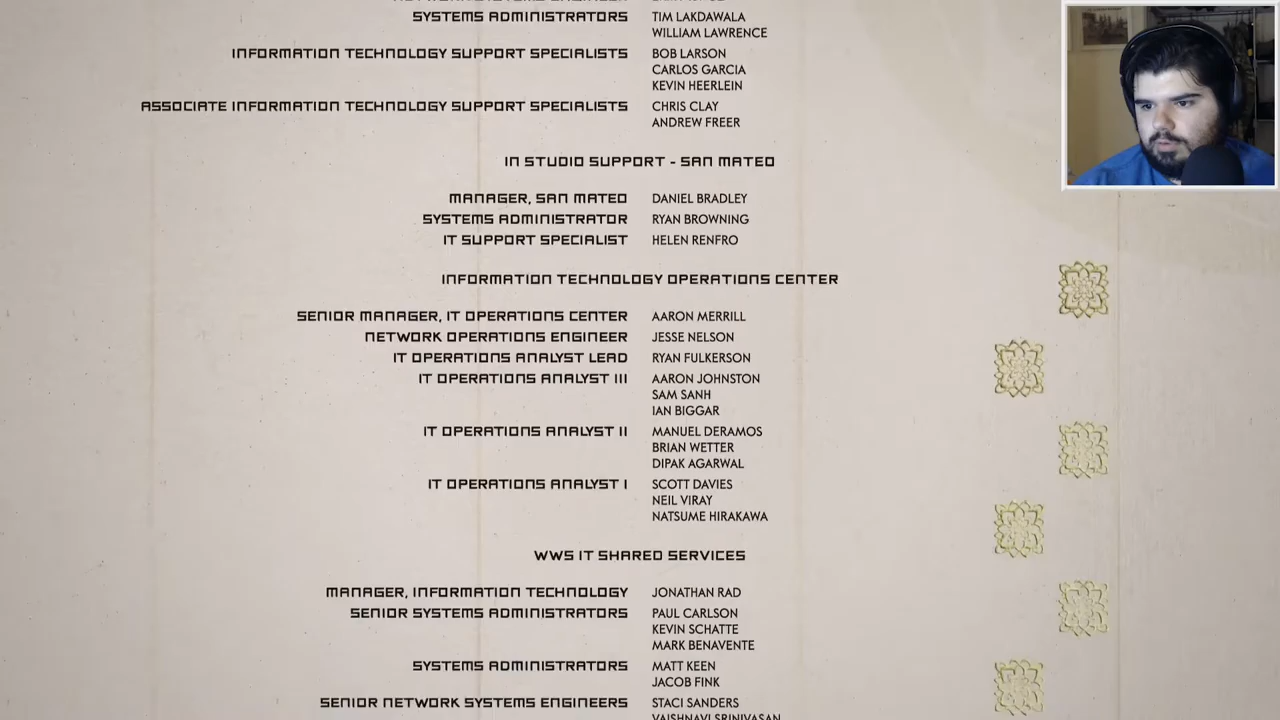 SYSTEMS ADMINISTRATORS TIM LAKDAWALA
WILLIAM LAWRENCE
INFORMATION TECHNOLOGY SUPPORT SPECIALISTS BOB LARSON
CARLOS GARCIA
KEVIN HEERLEIN
ASSOCIATE INFORMATION TECHNOLOGY SUPPORT SPECIALISTS CHRIS CLAY
ANDREW FREER
IN STUDIO SUPPORT - SAN MATEO
MANAGER, SAN MATEO DANIEL BRADLEY
SYSTEMS ADMINISTRATOR RYAN BROWNING
IT SUPPORT SPECIALIST HELEN RENFRO
INFORMATION TECHNOLOGY OPERATIONS CENTER
SENIOR MANAGER, IT OPERATIONS CENTER AARON MERRILL
NETWORK OPERATIONS ENGINEER JESSE NELSON
IT OPERATIONS ANALYST LEAD RYAN FULKERSON
IT OPERATIONS ANALYST III AARON JOHNSTON
SAM SANH
IAN BIGGAR
IT OPERATIONS ANALYST II MANUEL DERAMOS
BRIAN WETTER
DIPAK AGARWAL
IT OPERATIONS ANALYST I SCOTT DAVIES
NEIL VIRAY
NATSUME HIRAKAWA
WWS IT SHARED SERVICES
MANAGER, INFORMATION TECHNOLOGY JONATHAN RAD
SENIOR SYSTEMS ADMINISTRATORS PAUL CARLSON
KEVIN SCHATTE
MARK BENAVENTE
SYSTEMS ADMINISTRATORS MATT KEEN
JACOB FINK
SENIOR NETWORK SYSTEMS ENGINEERS STACI SANDERS
VAISHNAVI SRINIVASAN